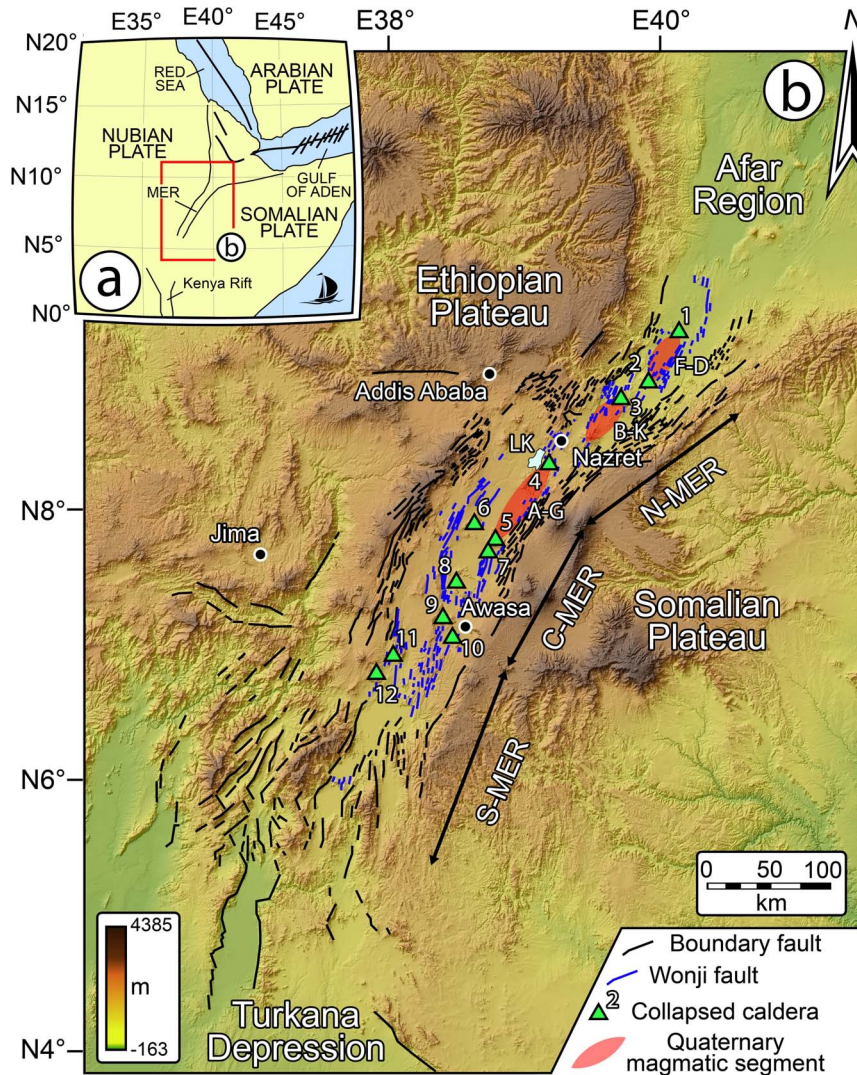 E35° E40° E45°
E38° E40°
N20°
N15°
N10°
N5°
N0°
RED
SEA
ARABIAN
PLATE
NUBIAN
PLATE
MER
GULF
OF ADEN
SOMALIAN
PLATE
b
a
Kenya Rift
b
N
Afar
Region
Ethiopian
Plateau
1
2
F-D
Addis Ababa
3
B-K
LK
Nazret
4
N8°
A-G
N-MER
6
5
Jima
7
8
C-MER
9
Awasa
Somalian
Plateau
11
10
12
N6°
S-MER
0 50 100
km
4385
m
-163
Turkana
Depression
N4°
Boundary fault
Wonji fault
2
Collapsed caldera
Quaternary
magmatic segment